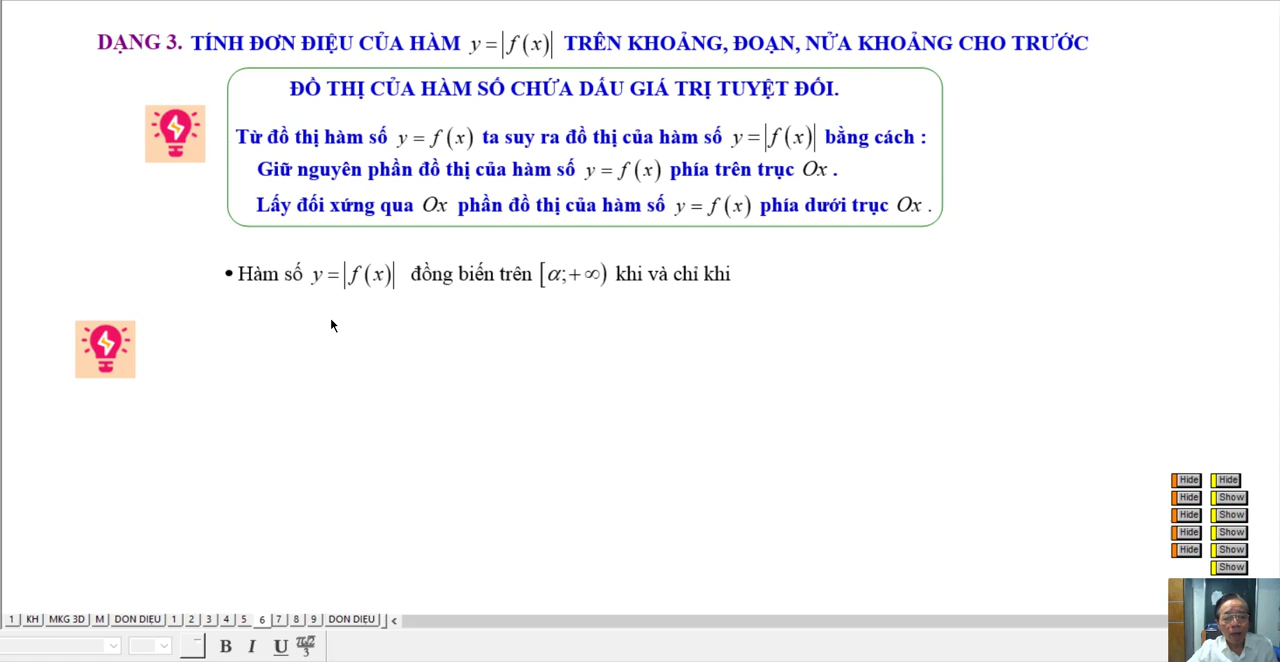 DẠNG 3. TÍNH ĐƠN ĐIỆU CỦA HÀM y = |f(x)| TRÊN KHOẢNG, ĐOẠN, NỬA KHOẢNG CHO TRƯỚC
ĐỒ THỊ CỦA HÀM SỐ CHỨA DẤU GIÁ TRỊ TUYỆT ĐỐI.
Từ đồ thị hàm số y = f(x) ta suy ra đồ thị của hàm số y = |f(x)| bằng cách :
Giữ nguyên phần đồ thị của hàm số y = f(x) phía trên trục Ox .
Lấy đối xứng qua Ox phần đồ thị của hàm số y = f(x) phía dưới trục Ox .
• Hàm số y = |f(x)| đồng biến trên [α; +∞) khi và chỉ khi
Hide Hide
Hide Show
Hide Show
Hide Show
Hide Show
Show
1 KH MKG 3D M DON DIEU 1 2 3 4 5 6 7 8 9 DON DIEU <
B I U